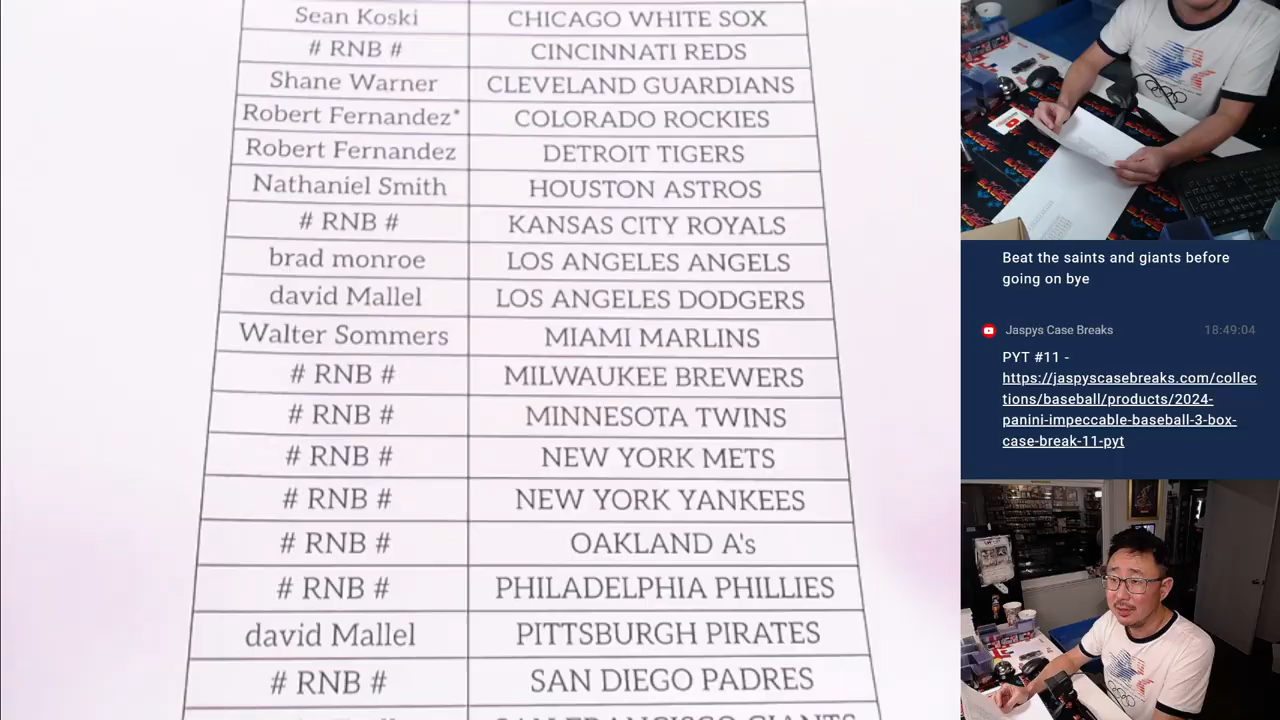 Sean Koski CHICAGO WHITE SOX
# RNB # CINCINNATI REDS
Shane Warner CLEVELAND GUARDIANS
Robert Fernandez* COLORADO ROCKIES
Robert Fernandez DETROIT TIGERS
Nathaniel Smith HOUSTON ASTROS
# RNB # KANSAS CITY ROYALS
brad monroe LOS ANGELES ANGELS
david Mallel LOS ANGELES DODGERS
Walter Sommers MIAMI MARLINS
# RNB # MILWAUKEE BREWERS
# RNB # MINNESOTA TWINS
# RNB # NEW YORK METS
# RNB # NEW YORK YANKEES
# RNB # OAKLAND A's
# RNB # PHILADELPHIA PHILLIES
david Mallel PITTSBURGH PIRATES
# RNB # SAN DIEGO PADRES
SAN FRANCISCO GIANTS
Beat the saints and giants before
going on bye
Jaspys Case Breaks 18:49:04
PYT #11 -
https://jaspyscasebreaks.com/collec
tions/baseball/products/2024-
panini-impeccable-baseball-3-box-
case-break-11-pyt